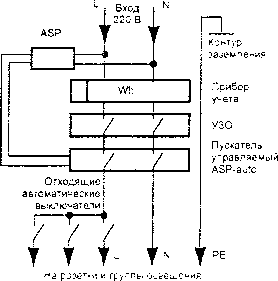 L Вход N
220 В
ASP
Контур
заземления
Wh
Прибор
учета
УЗО
Пускатель
управляемый
ASP-auto
Отходящие
автоматические
выключатели
L N PE
На розетки и группы освещения